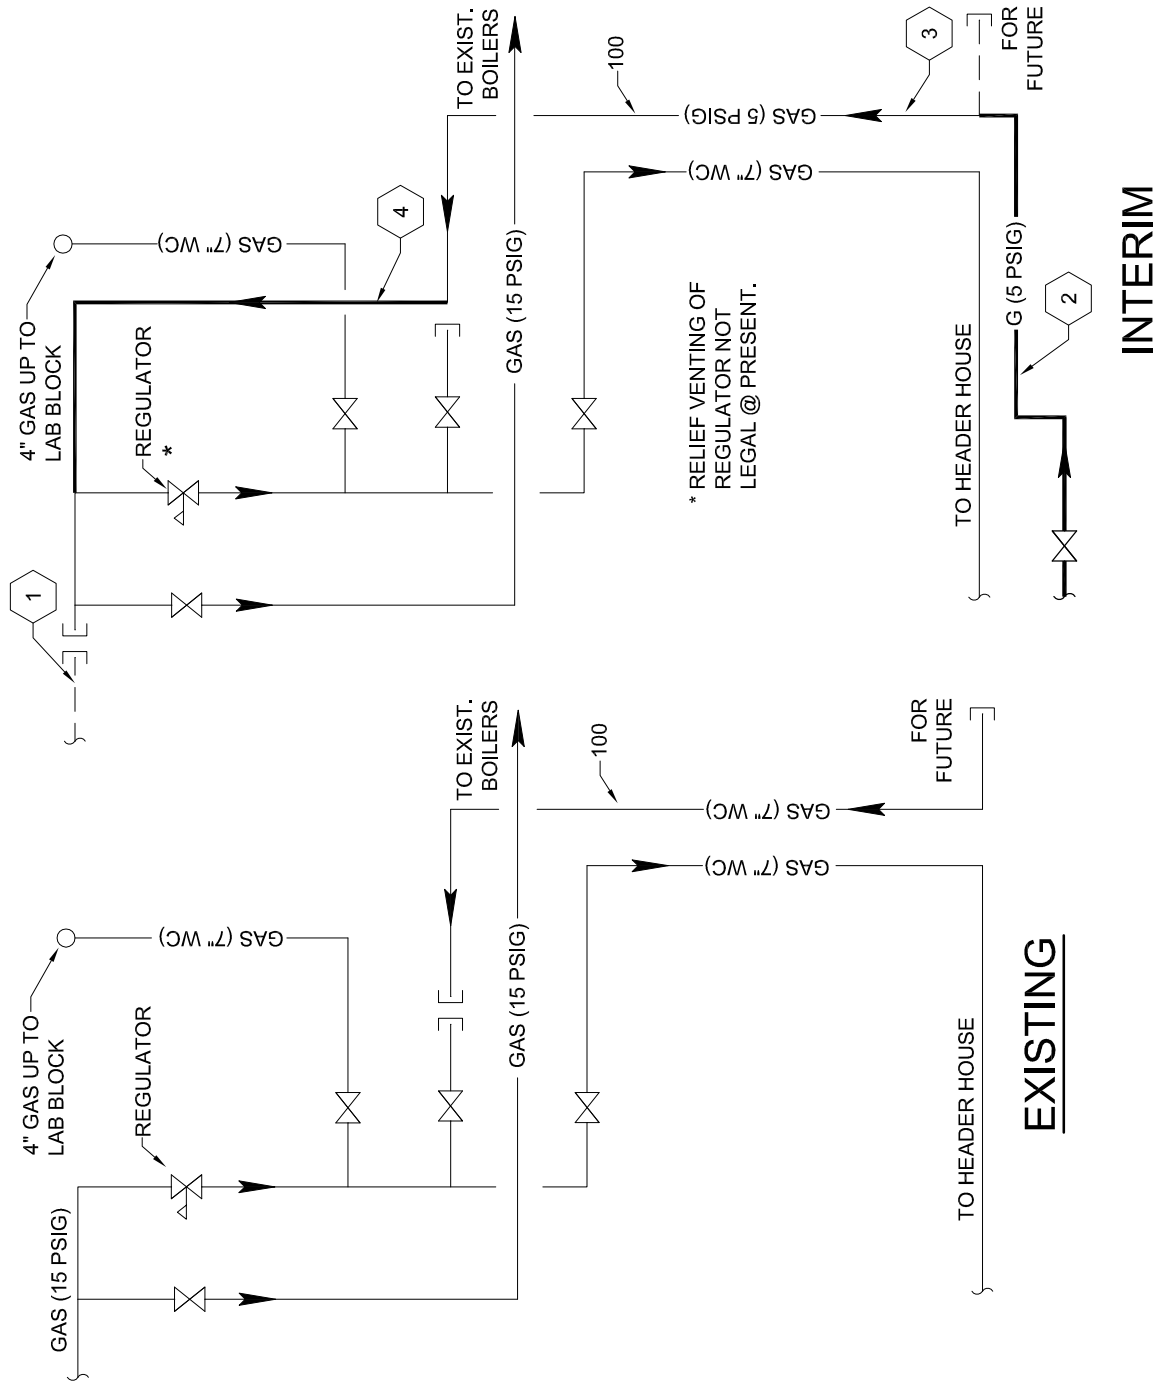 EXISTING
GAS (15 PSIG)
4" GAS UP TO
LAB BLOCK
REGULATOR
GAS (7" WC)
TO EXIST.
BOILERS
GAS (15 PSIG)
100
GAS (7" WC)
GAS (7" WC)
FOR
FUTURE
TO HEADER HOUSE
INTERIM
1
4" GAS UP TO
LAB BLOCK
REGULATOR
*
GAS (7" WC)
4
TO EXIST.
BOILERS
GAS (15 PSIG)
100
GAS (5 PSIG)
3
GAS (7" WC)
FOR
FUTURE
* RELIEF VENTING OF
REGULATOR NOT
LEGAL @ PRESENT.
TO HEADER HOUSE
G (5 PSIG)
2